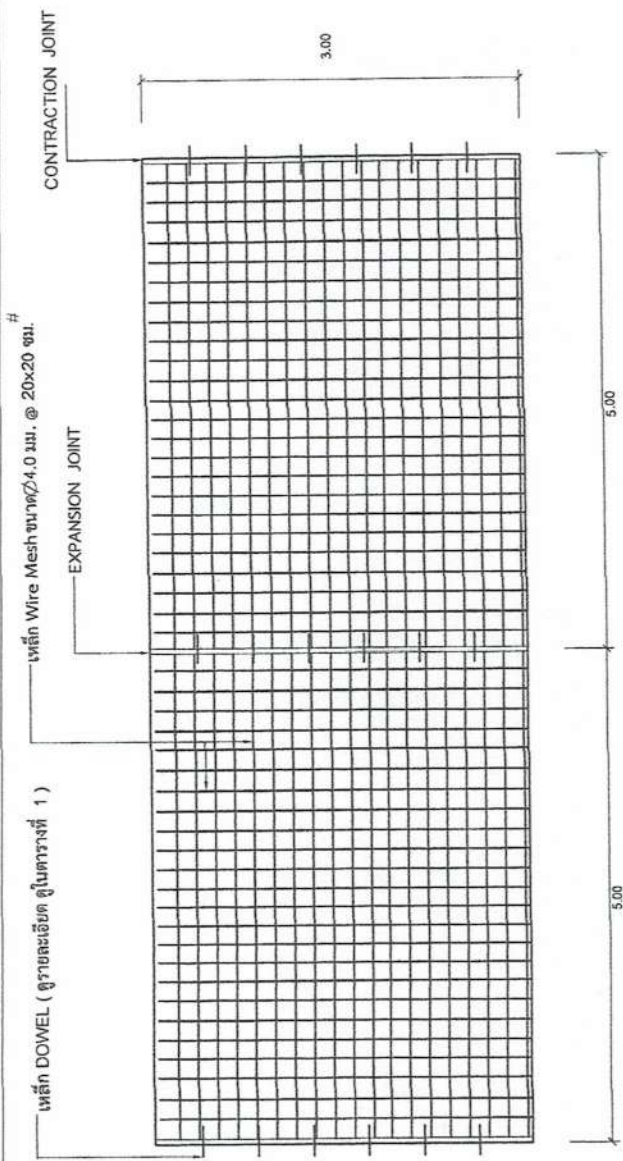 เหล็ก DOWEL ( ดูรายละเอียด ดูในตารางที่ 1 )
เหล็ก Wire Mesh ขนาด∅4.0 มม. @ 20x20 ซม. #
EXPANSION JOINT
CONTRACTION JOINT
3.00
5.00
5.00